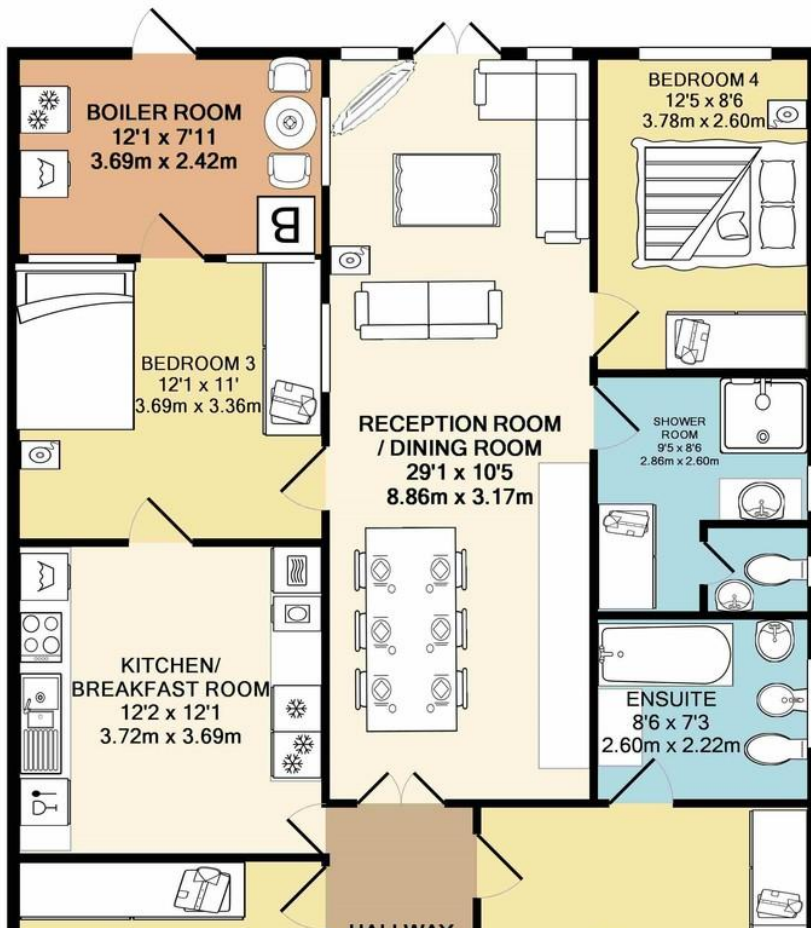 BOILER ROOM
12'1 x 7'11
3.69m x 2.42m
B
BEDROOM 4
12'5 x 8'6
3.78m x 2.60m
BEDROOM 3
12'1 x 11'
3.69m x 3.36m
RECEPTION ROOM
/ DINING ROOM
29'1 x 10'5
8.86m x 3.17m
SHOWER
ROOM
9'5 x 8'6
2.86m x 2.60m
KITCHEN/
BREAKFAST ROOM
12'2 x 12'1
3.72m x 3.69m
ENSUITE
8'6 x 7'3
2.60m x 2.22m
HALLWAY